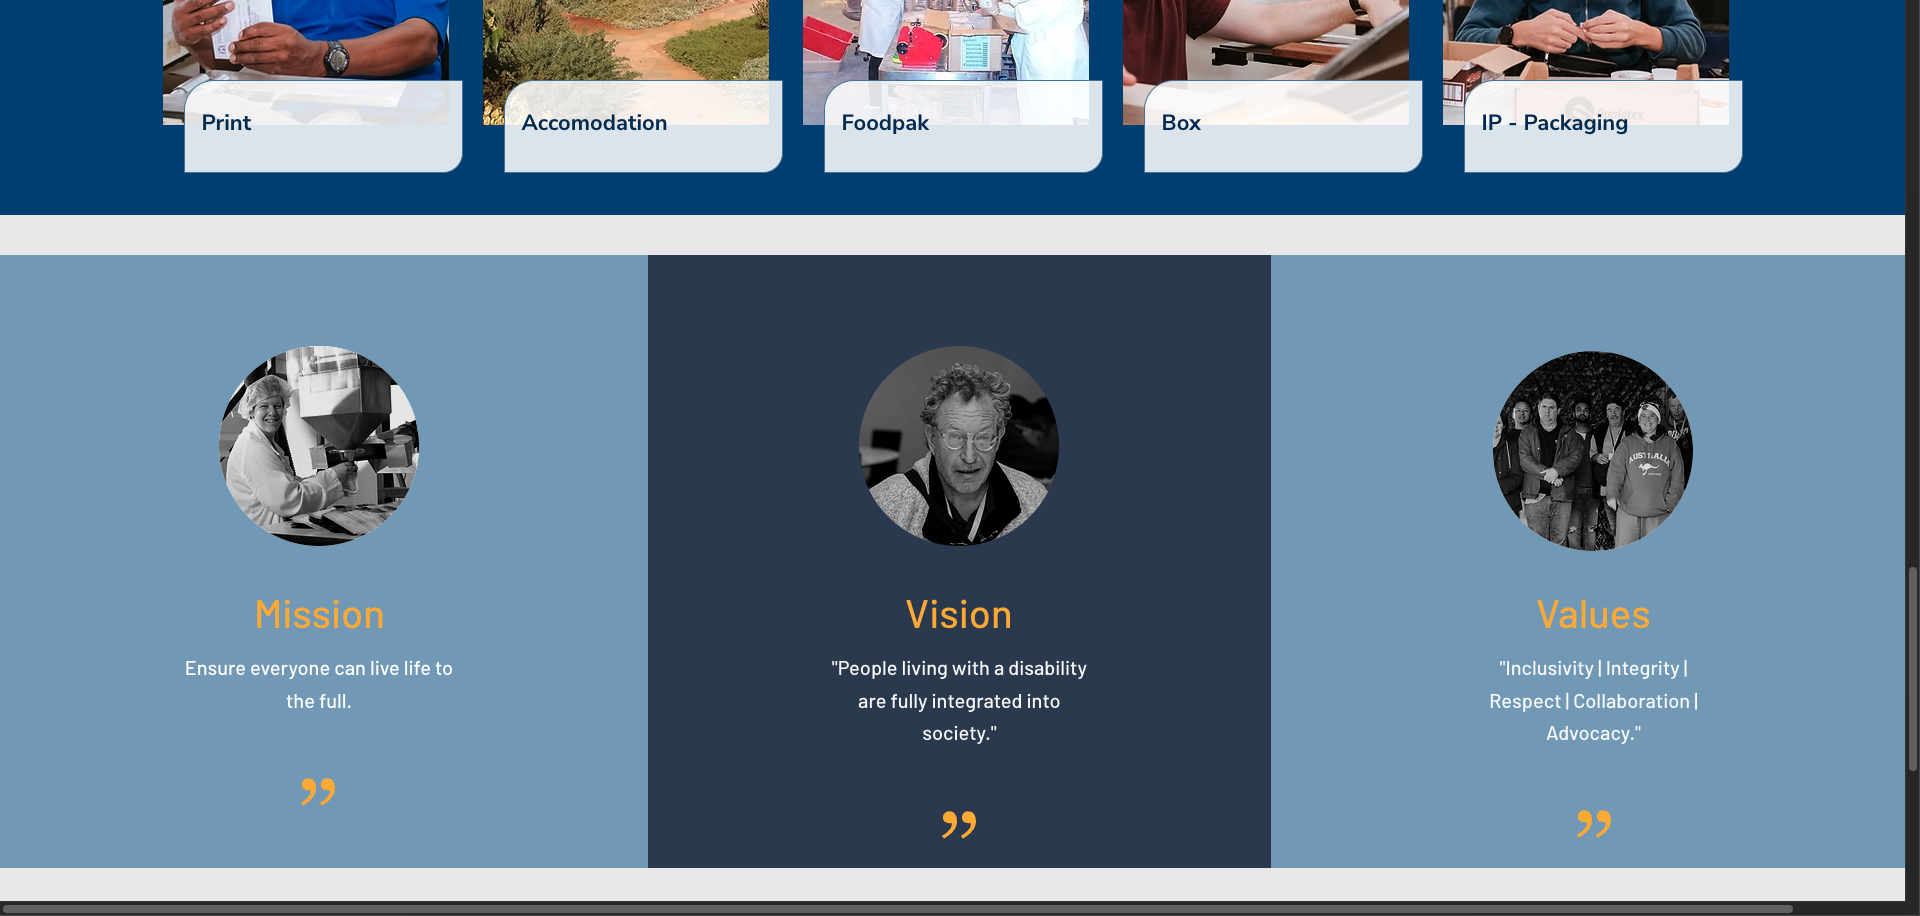 Print
Accomodation
Foodpak
Box
IP - Packaging
AUSTRALIA
Mission
Vision
Values
Ensure everyone can live life to
the full.
"People living with a disability
are fully integrated into
society."
"Inclusivity | Integrity |
Respect | Collaboration |
Advocacy."
”
”
”